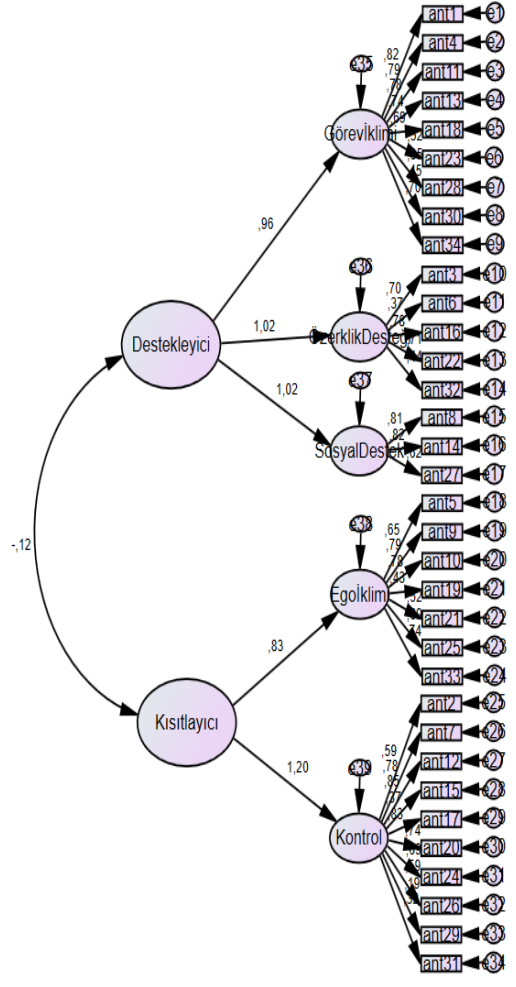 ant1 e1
ant4 e2
ant11 e3
ant13 e4
ant18 e5
ant23 e6
ant28 e7
ant30 e8
ant34 e9
e35
,82
,79
,78
,74
,69
Görevİklimi
,96
ant3 e10
ant6 e11
ant16 e12
ant22 e13
ant32 e14
e36
,70
,37
,76
1,02
Destekleyici
ant8 e15
ant14 e16
ant27 e17
e37
,81
,82
SosyalDestek
1,02
-,12
ant5 e18
ant9 e19
ant10 e20
ant19 e21
ant21 e22
ant25 e23
ant33 e24
e38
,65
,79
,78
,43
,74
Egoİklim
,83
Kısıtlayıcı
1,20
ant2 e25
ant7 e26
ant12 e27
ant15 e28
ant17 e29
ant20 e30
ant24 e31
ant26 e32
ant29 e33
ant31 e34
e39
,59
,78
,85
,83
,74
,19
Kontrol